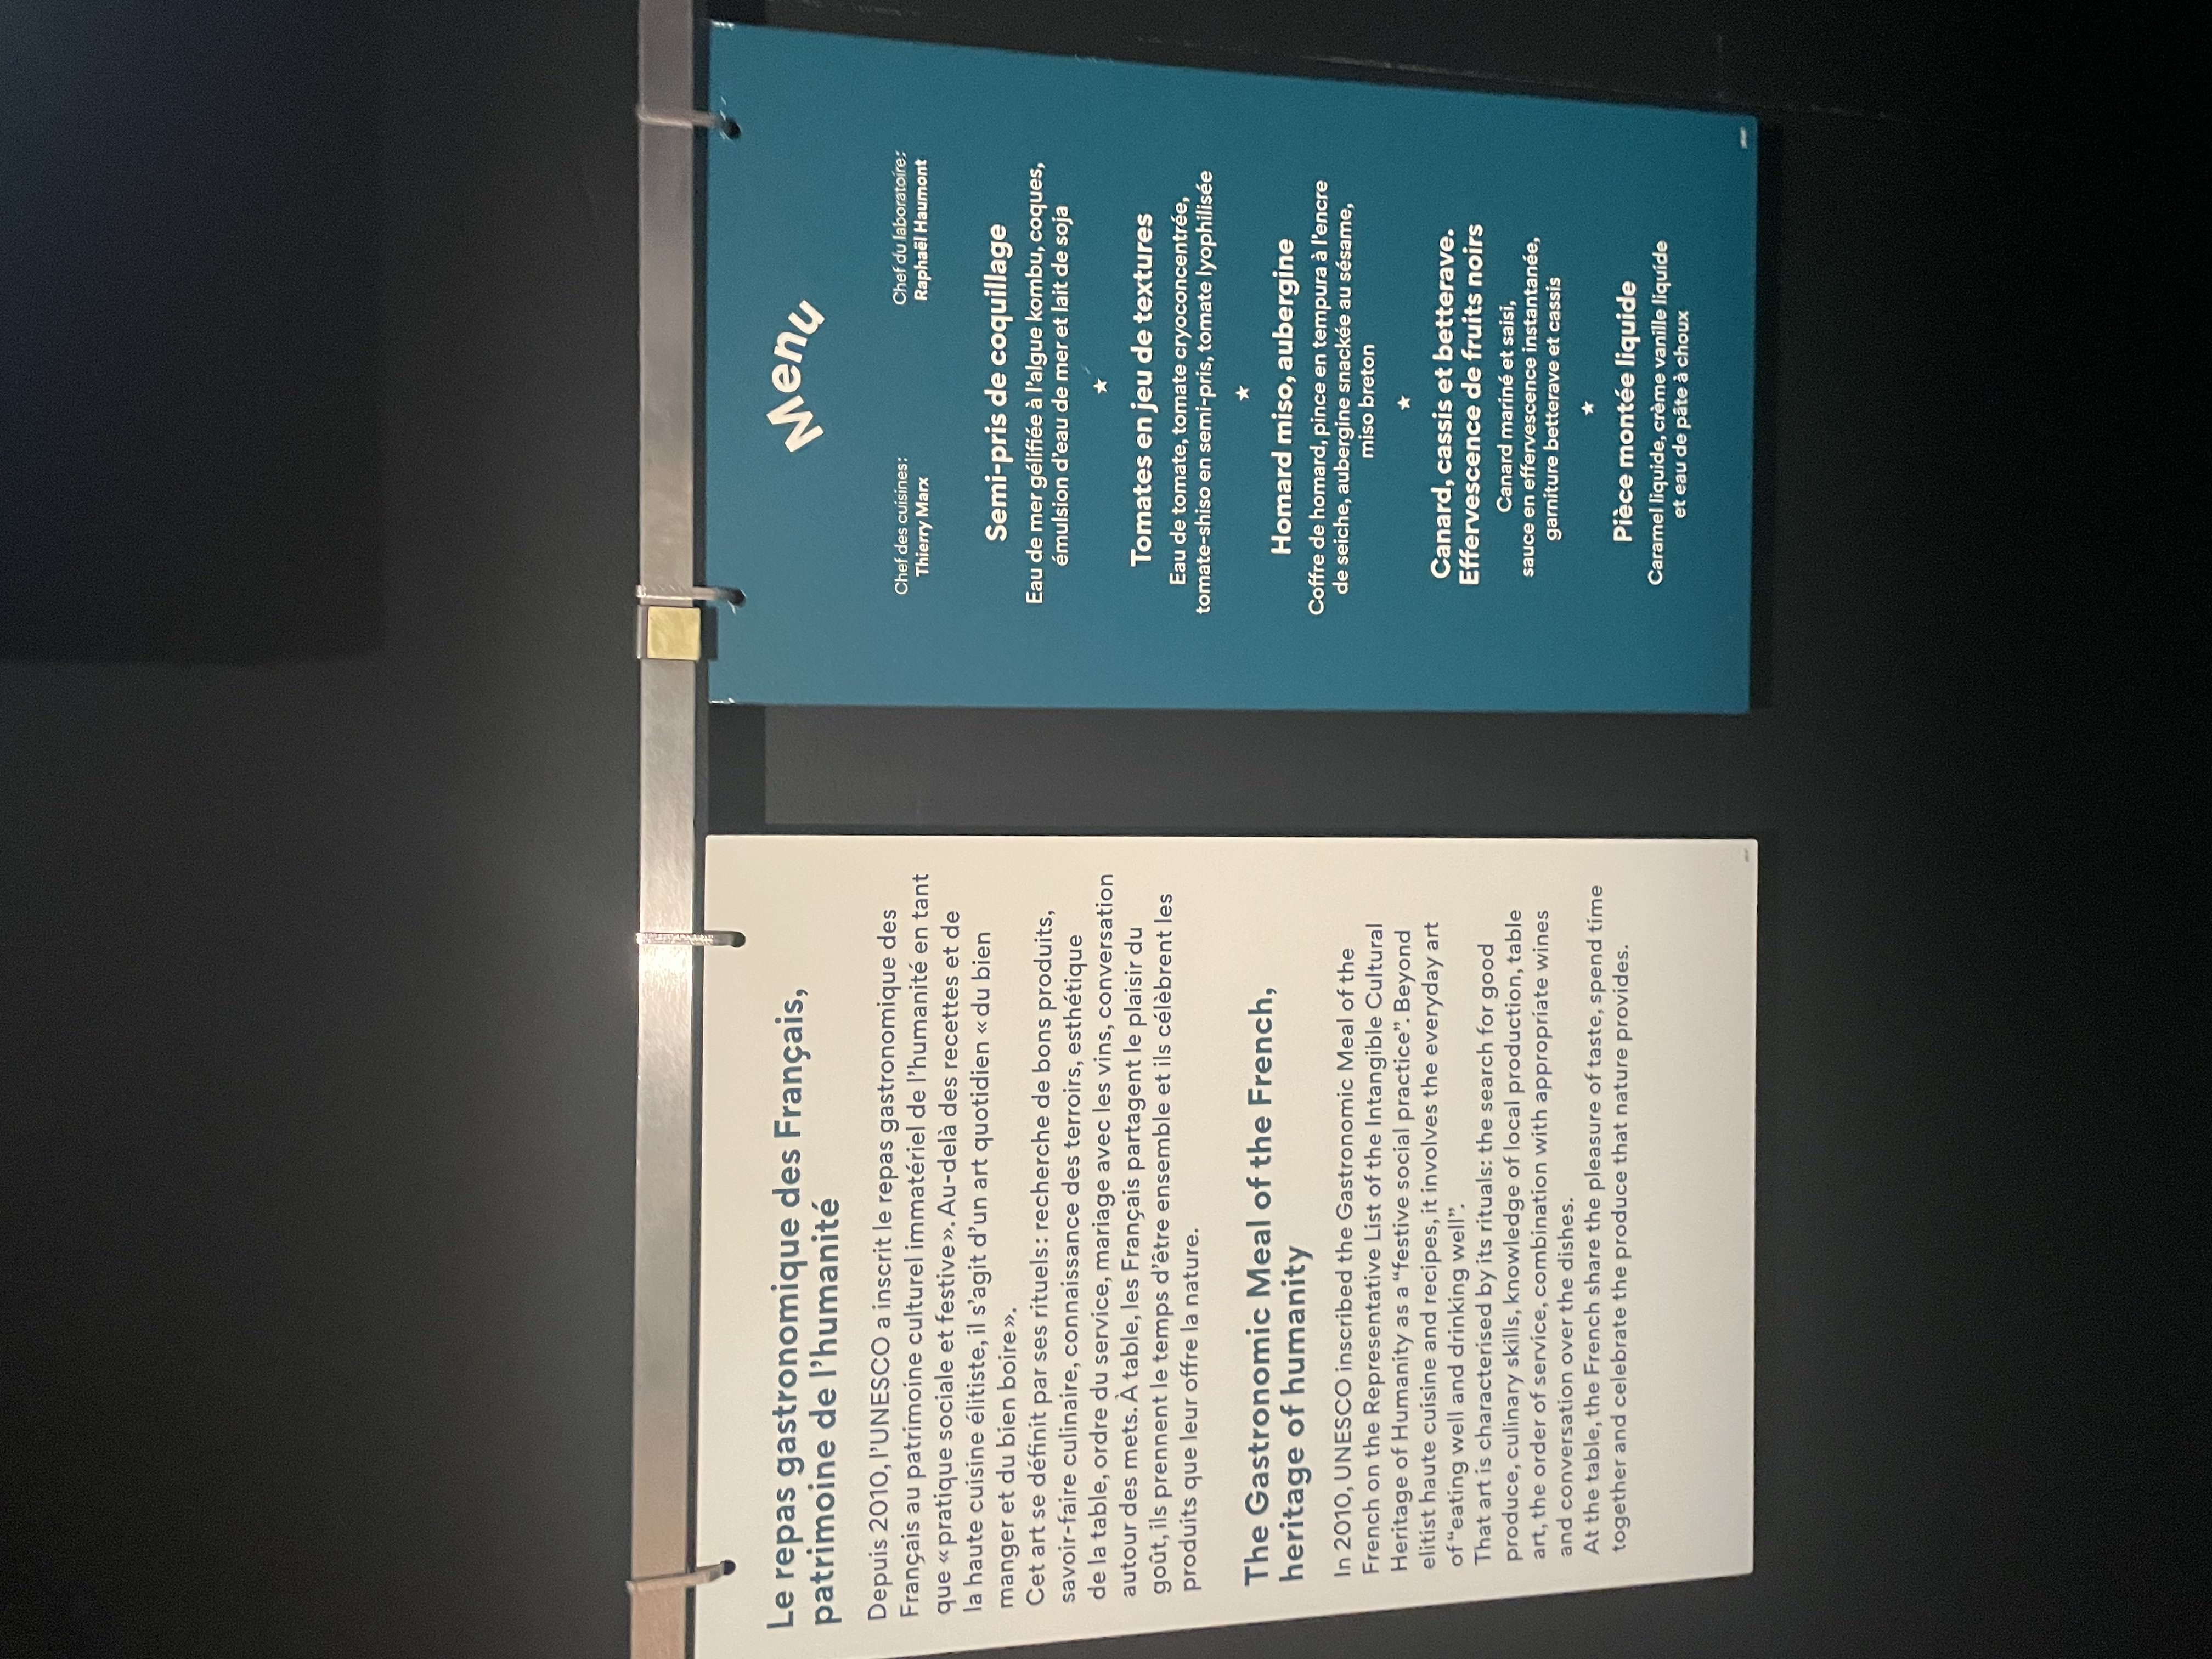 Le repas gastronomique des Français,
patrimoine de l'humanité
Depuis 2010, l'UNESCO a inscrit le repas gastronomique des
Français au patrimoine culturel immatériel de l'humanité en tant
que « pratique sociale et festive ». Au-delà des recettes et de
la haute cuisine élitiste, il s'agit d'un art quotidien « du bien
manger et du bien boire ».
Cet art se définit par ses rituels : recherche de bons produits,
savoir-faire culinaire, connaissance des terroirs, esthétique
de la table, ordre du service, mariage avec les vins, conversation
autour des mets. À table, les Français partagent le plaisir du
goût, ils prennent le temps d'être ensemble et ils célèbrent les
produits que leur offre la nature.
The Gastronomic Meal of the French,
heritage of humanity
In 2010, UNESCO inscribed the Gastronomic Meal of the
French on the Representative List of the Intangible Cultural
Heritage of Humanity as a “festive social practice”. Beyond
elitist haute cuisine and recipes, it involves the everyday art
of “eating well and drinking well”.
That art is characterised by its rituals: the search for good
produce, culinary skills, knowledge of local production, table
art, the order of service, combination with appropriate wines
and conversation over the dishes.
At the table, the French share the pleasure of taste, spend time
together and celebrate the produce that nature provides.
Menu
Chef des cuisines :
Thierry Marx
Chef du laboratoire :
Raphaël Haumont
Semi-pris de coquillage
Eau de mer gélifiée à l'algue kombu, coques,
émulsion d'eau de mer et lait de soja
Tomates en jeu de textures
Eau de tomate, tomate cryoconcentrée,
tomate-shiso en semi-pris, tomate lyophilisée
Homard miso, aubergine
Coffre de homard, pince en tempura à l'encre
de seiche, aubergine snackée au sésame,
miso breton
Canard, cassis et betterave.
Effervescence de fruits noirs
Canard mariné et saisi,
sauce en effervescence instantanée,
garniture betterave et cassis
Pièce montée liquide
Caramel liquide, crème vanille liquide
et eau de pâte à choux